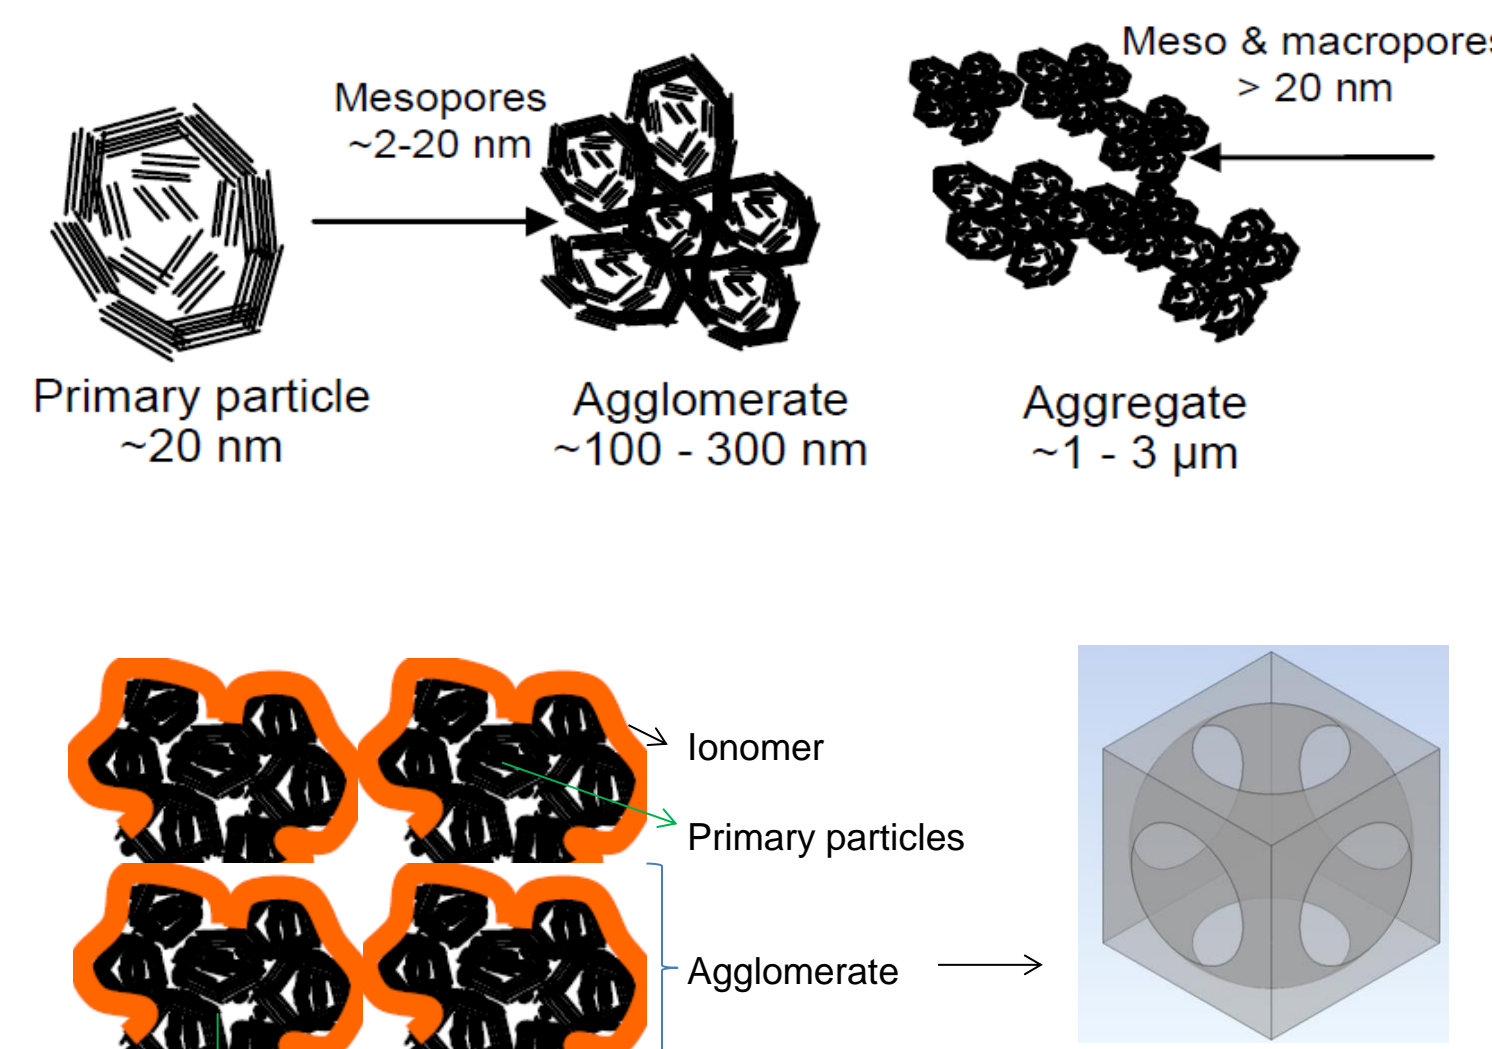 Mesopores
~2-20 nm
Meso & macropores
> 20 nm
Primary particle
~20 nm
Agglomerate
~100 - 300 nm
Aggregate
~1 - 3 µm
Ionomer
Primary particles
Agglomerate